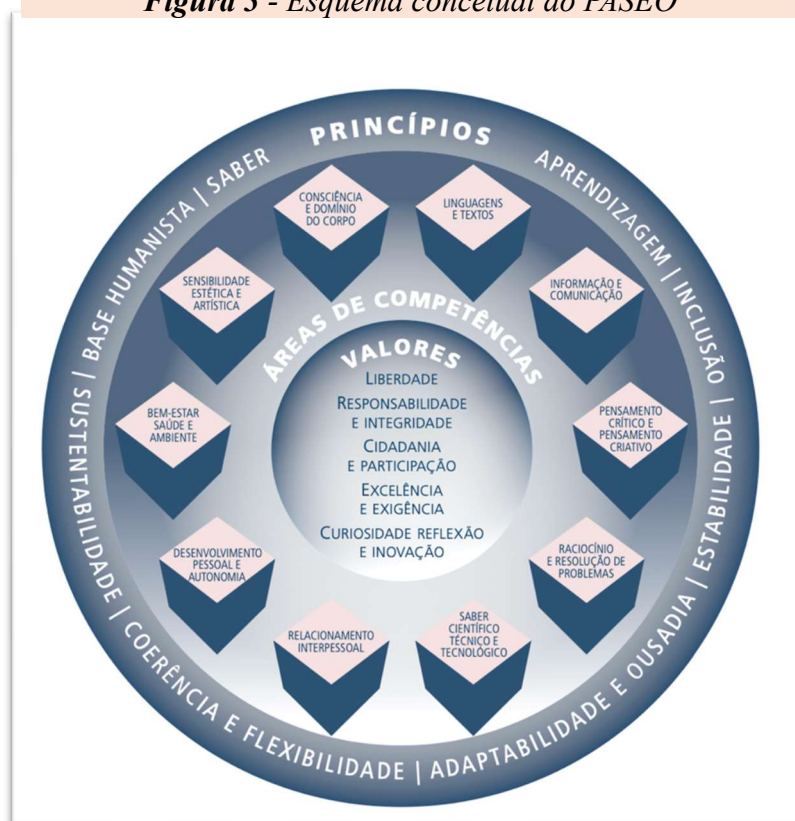 Figura 3 - Esquema concetual do PASEO
PRINCÍPIOS
APRENDIZAGEM | INCLUSÃO | ESTABILIDADE | ADAPTABILIDADE E OUSADIA | COERÊNCIA E FLEXIBILIDADE | SUSTENTABILIDADE | BASE HUMANISTA | SABER
ÁREAS DE COMPETÊNCIAS
LINGUAGENS
E TEXTOS
INFORMAÇÃO E
COMUNICAÇÃO
PENSAMENTO
CRÍTICO E
PENSAMENTO
CRIATIVO
RACIOCÍNIO
E RESOLUÇÃO DE
PROBLEMAS
SABER
CIENTÍFICO
TÉCNICO E
TECNOLÓGICO
RELACIONAMENTO
INTERPESSOAL
DESENVOLVIMENTO
PESSOAL E
AUTONOMIA
BEM-ESTAR
SAÚDE E
AMBIENTE
SENSIBILIDADE
ESTÉTICA E
ARTÍSTICA
CONSCIÊNCIA
E DOMÍNIO
DO CORPO
VALORES
LIBERDADE
RESPONSABILIDADE
E INTEGRIDADE
CIDADANIA
E PARTICIPAÇÃO
EXCELÊNCIA
E EXIGÊNCIA
CURIOSIDADE REFLEXÃO
E INOVAÇÃO